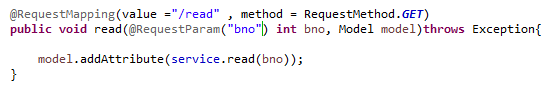 @RequestMapping(value ="/read" , method = RequestMethod.GET)
public void read(@RequestParam("bno") int bno, Model model)throws Exception{
model.addAttribute(service.read(bno));
}